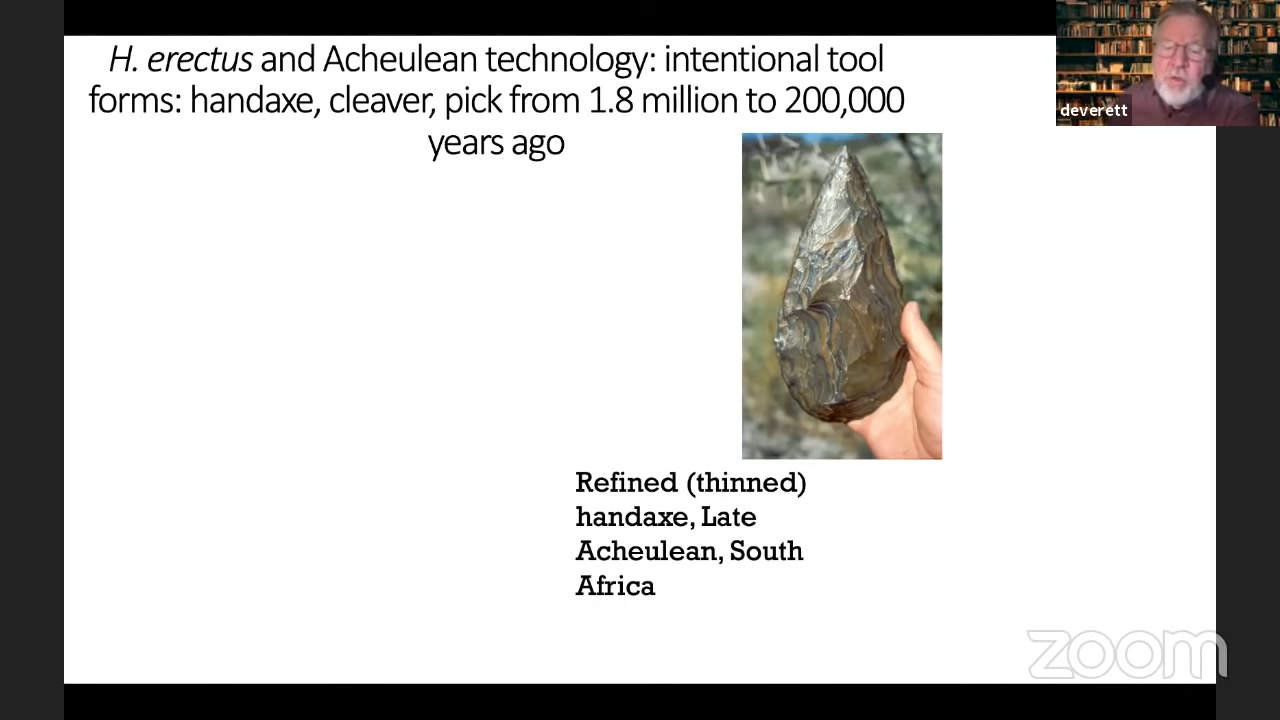 H. erectus and Acheulean technology: intentional tool
forms: handaxe, cleaver, pick from 1.8 million to 200,000
years ago
deverett
Refined (thinned)
handaxe, Late
Acheulean, South
Africa
zoom